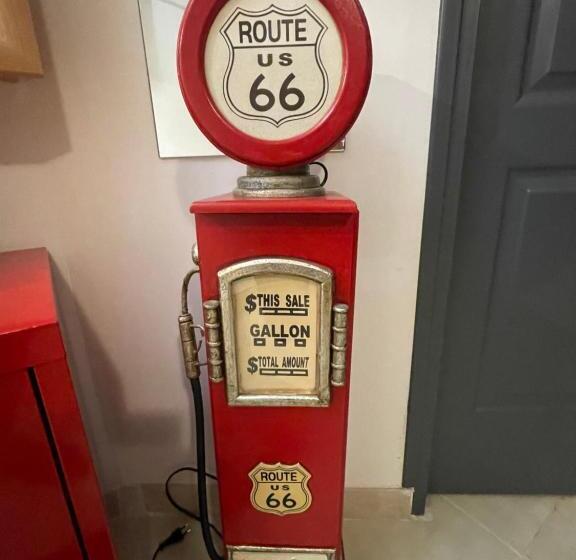 ROUTE
US
66
$THIS SALE
GALLON
$TOTAL AMOUNT
ROUTE
US
66